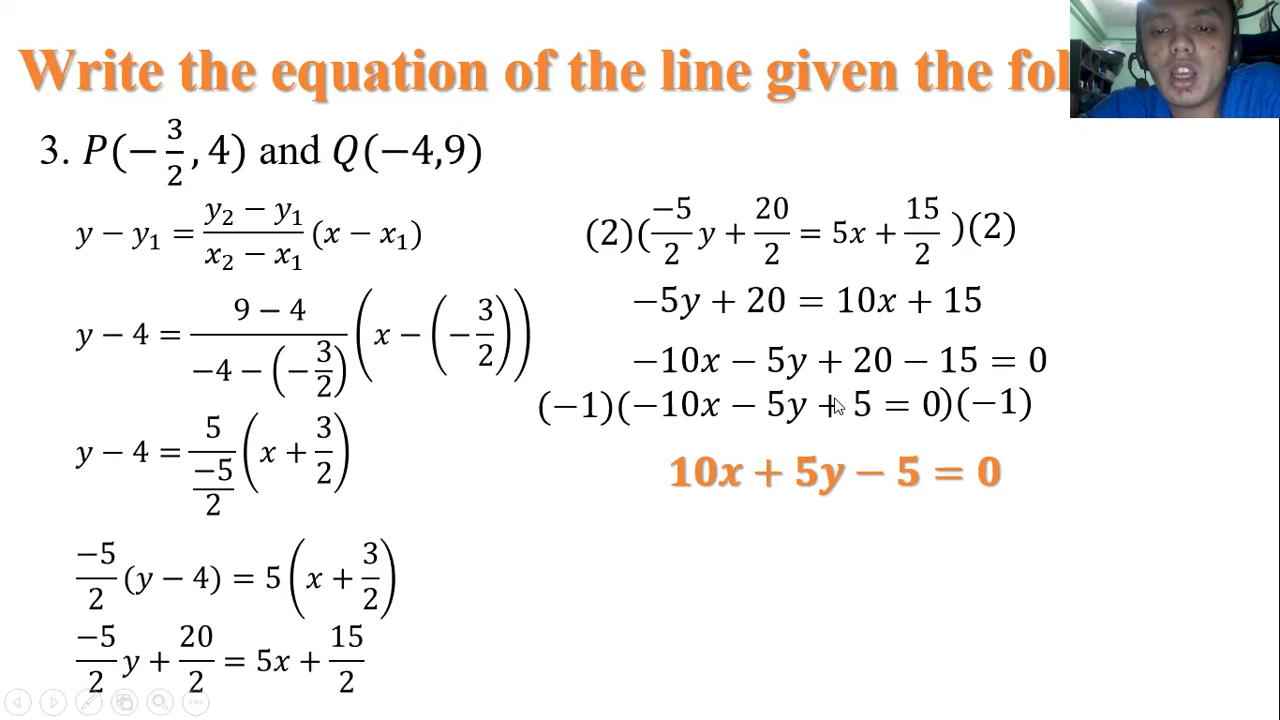 Write the equation of the line given the fol
3. P(−3/2, 4) and Q(−4,9)
y − y₁ = (y₂ − y₁)/(x₂ − x₁) (x − x₁)
y − 4 = (9 − 4)/(−4 − (−3/2)) (x − (−3/2))
y − 4 = 5/(−5/2) (x + 3/2)
−5/2 (y − 4) = 5(x + 3/2)
−5/2 y + 20/2 = 5x + 15/2
(2)(−5/2 y + 20/2 = 5x + 15/2)(2)
−5y + 20 = 10x + 15
−10x − 5y + 20 − 15 = 0
(−1)(−10x − 5y + 5 = 0)(−1)
10x + 5y − 5 = 0